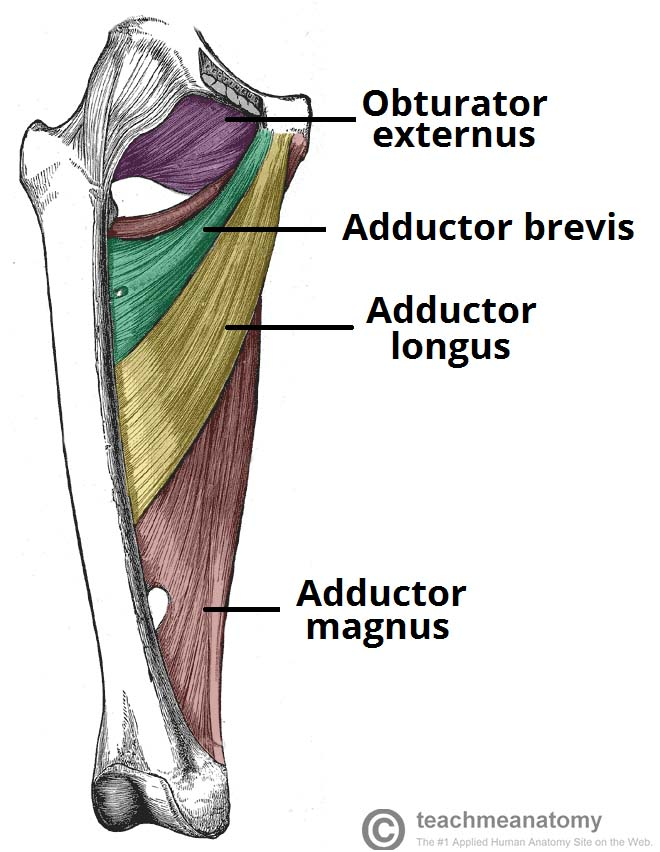 Obturator
externus
Adductor brevis
Adductor
longus
Adductor
magnus
© teachmeanatomy
The #1 Applied Human Anatomy Site on the Web.